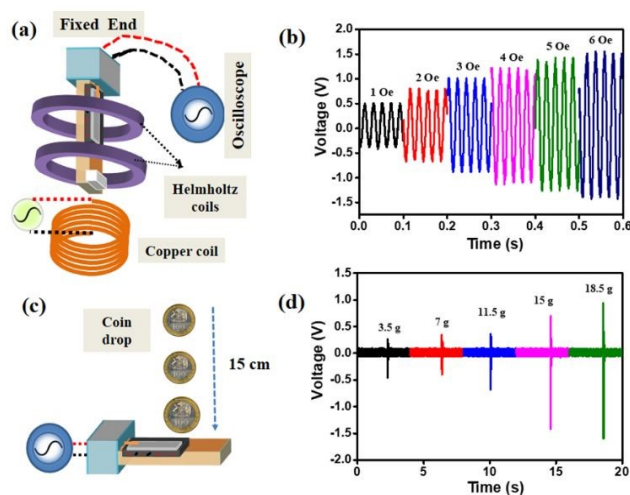 (a)
Fixed End
Oscilloscope
Helmholtz
coils
Copper coil
(b)
Voltage (V)
1.5
1.0
0.5
0.0
-0.5
-1.0
-1.5
1 Oe
2 Oe
3 Oe
4 Oe
5 Oe
6 Oe
0.0 0.1 0.2 0.3 0.4 0.5 0.6
Time (s)
(c)
Coin
drop
15 cm
(d)
Voltage (V)
1.5
1.0
0.5
0.0
-0.5
-1.0
-1.5
-2.0
3.5 g
7 g
11.5 g
15 g
18.5 g
0 5 10 15 20
Time (s)